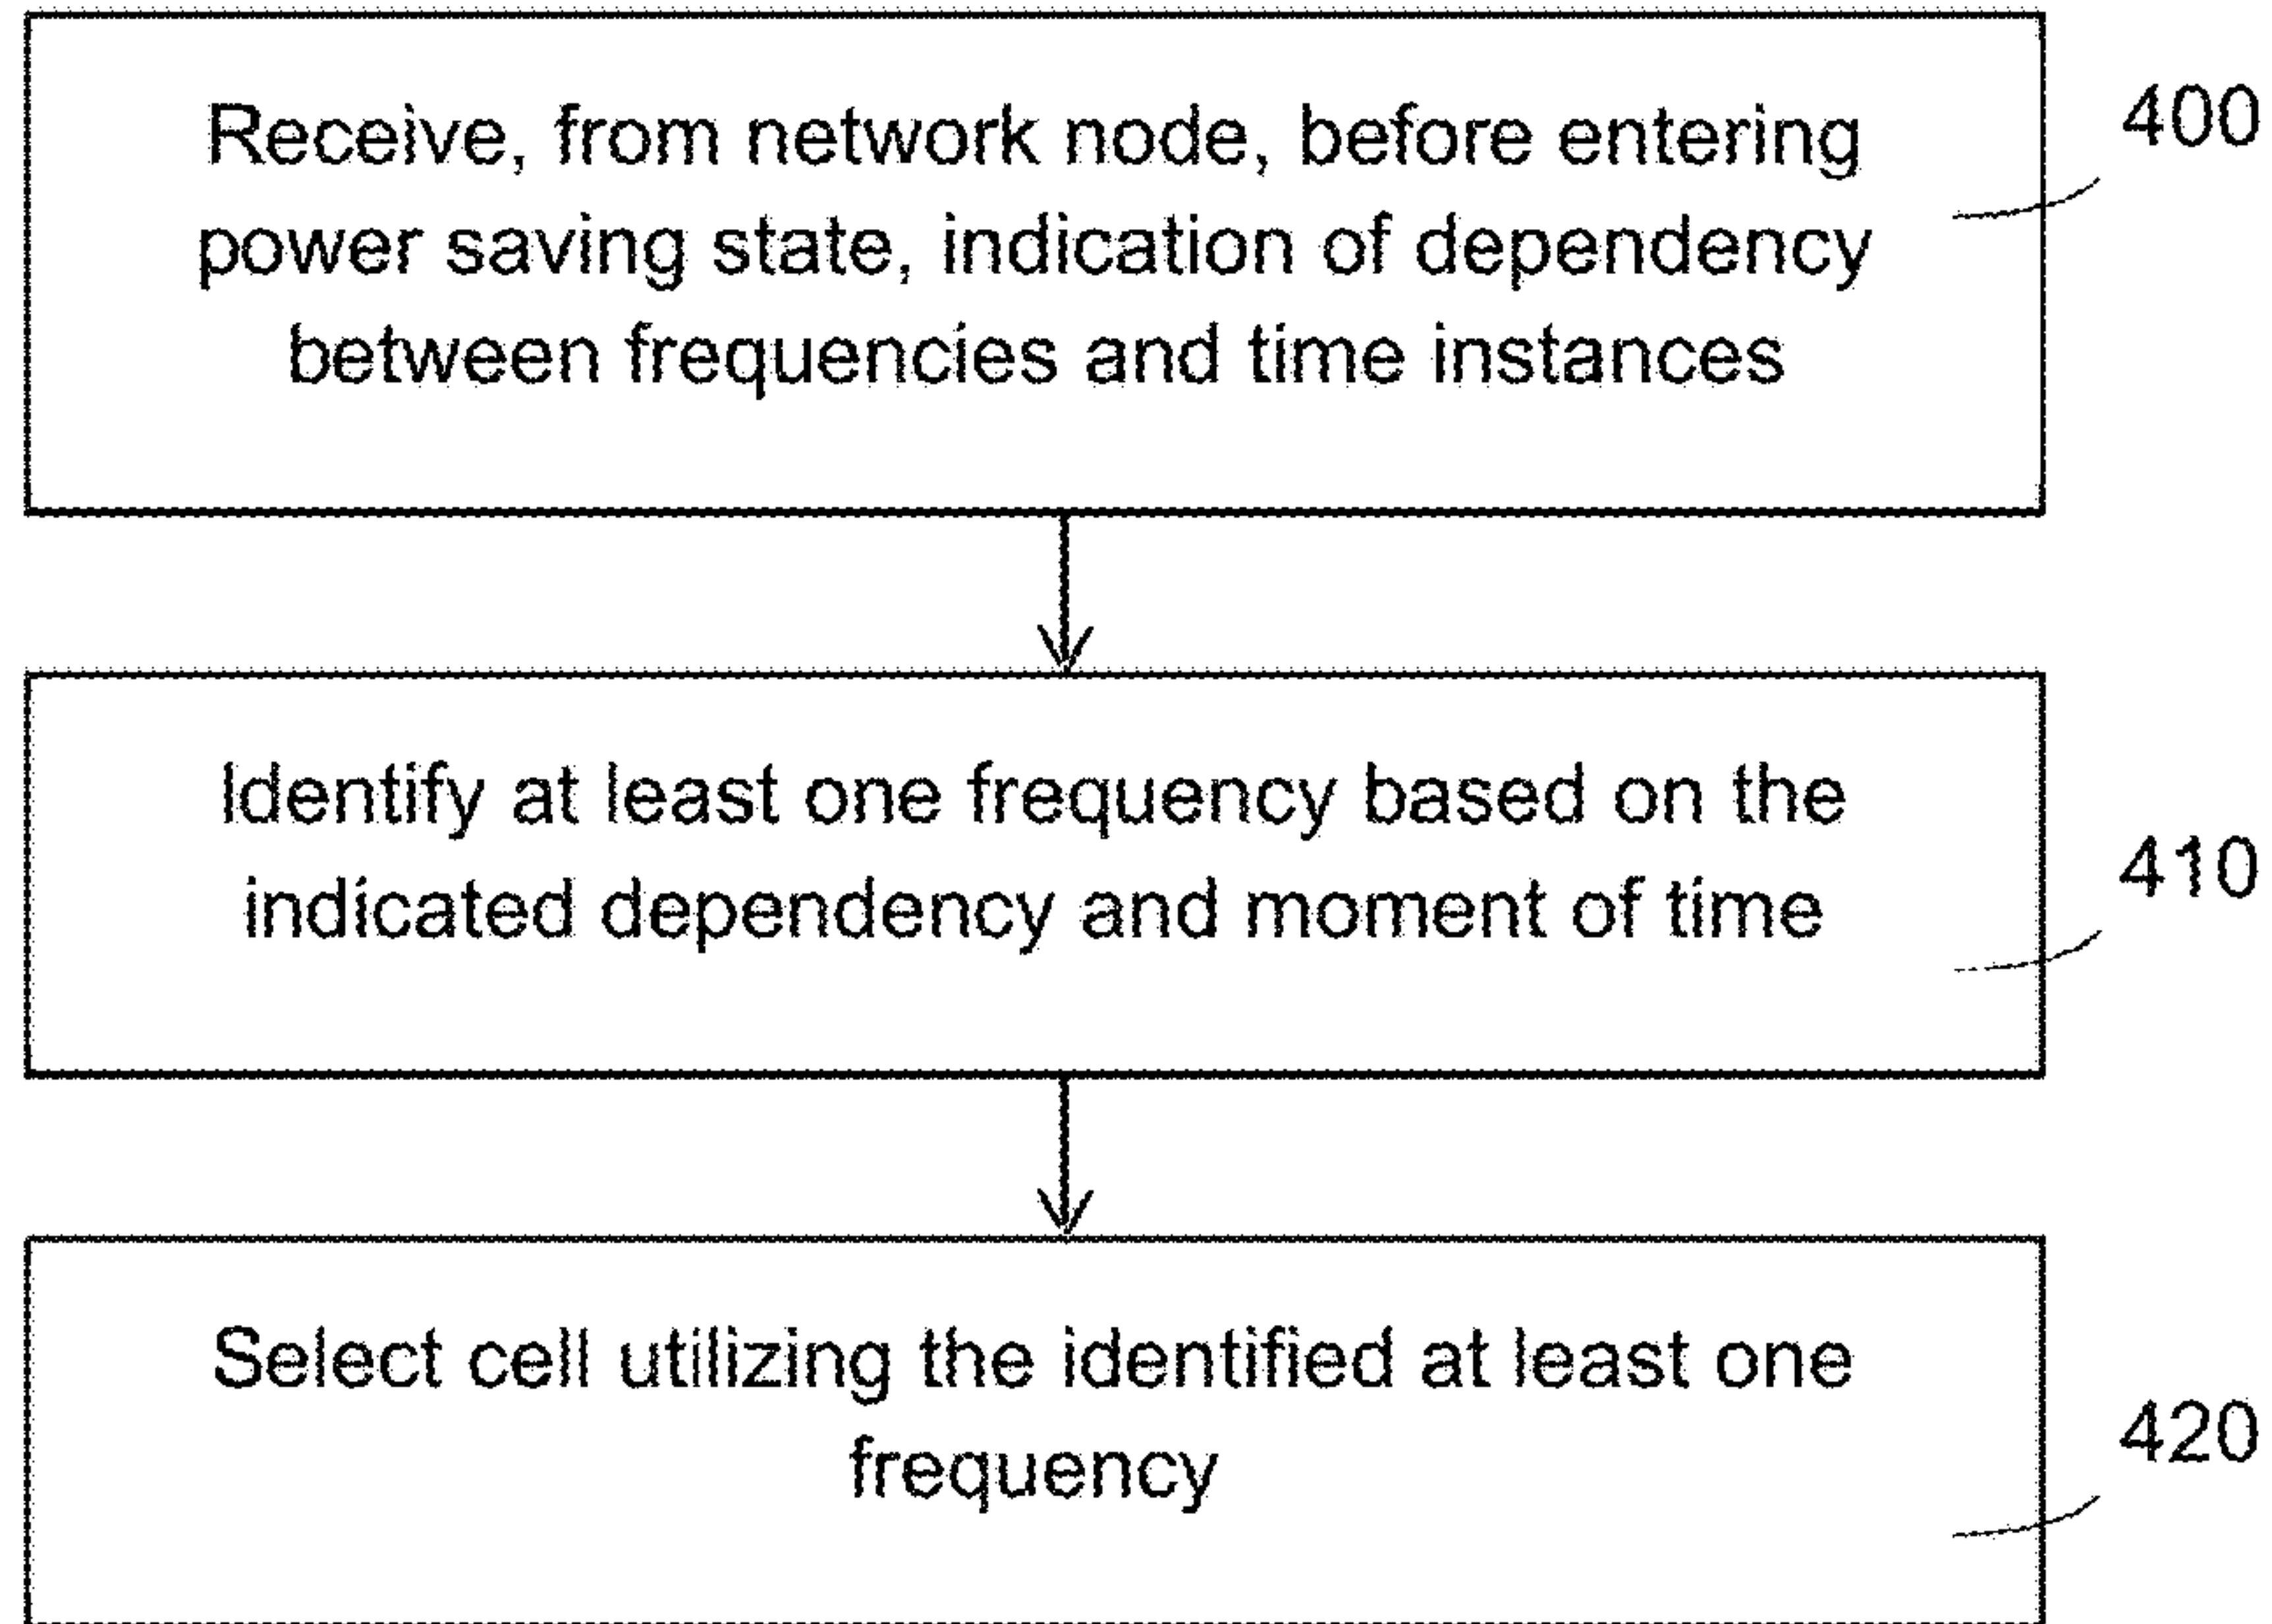 Receive, from network node, before entering
power saving state, indication of dependency
between frequencies and time instances
400
Identify at least one frequency based on the
indicated dependency and moment of time
410
Select cell utilizing the identified at least one
frequency
420